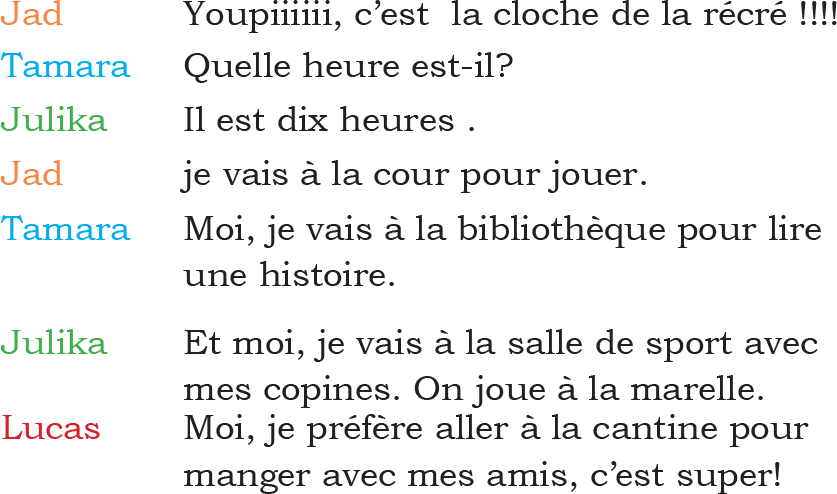 Jad Youpiiiiii, c’est  la cloche de la récré !!!!
Tamara Quelle heure est-il?
Julika Il est dix heures .
Jad je vais à la cour pour jouer.
Tamara Moi, je vais à la bibliothèque pour lire
une histoire.
Julika Et moi, je vais à la salle de sport avec
mes copines. On joue à la marelle.
Lucas Moi, je préfère aller à la cantine pour
manger avec mes amis, c’est super!